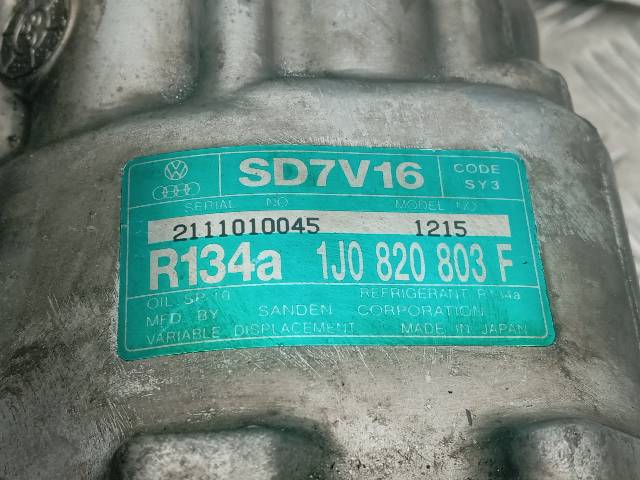 SD7V16
CODE
SY3
SERIAL NO MODEL NO
2111010045 1215
R134a 1J0 820 803 F
OIL SP-10 REFRIGERANT R134a
MFD BY SANDEN CORPORATION
VARIABLE DISPLACEMENT MADE IN JAPAN